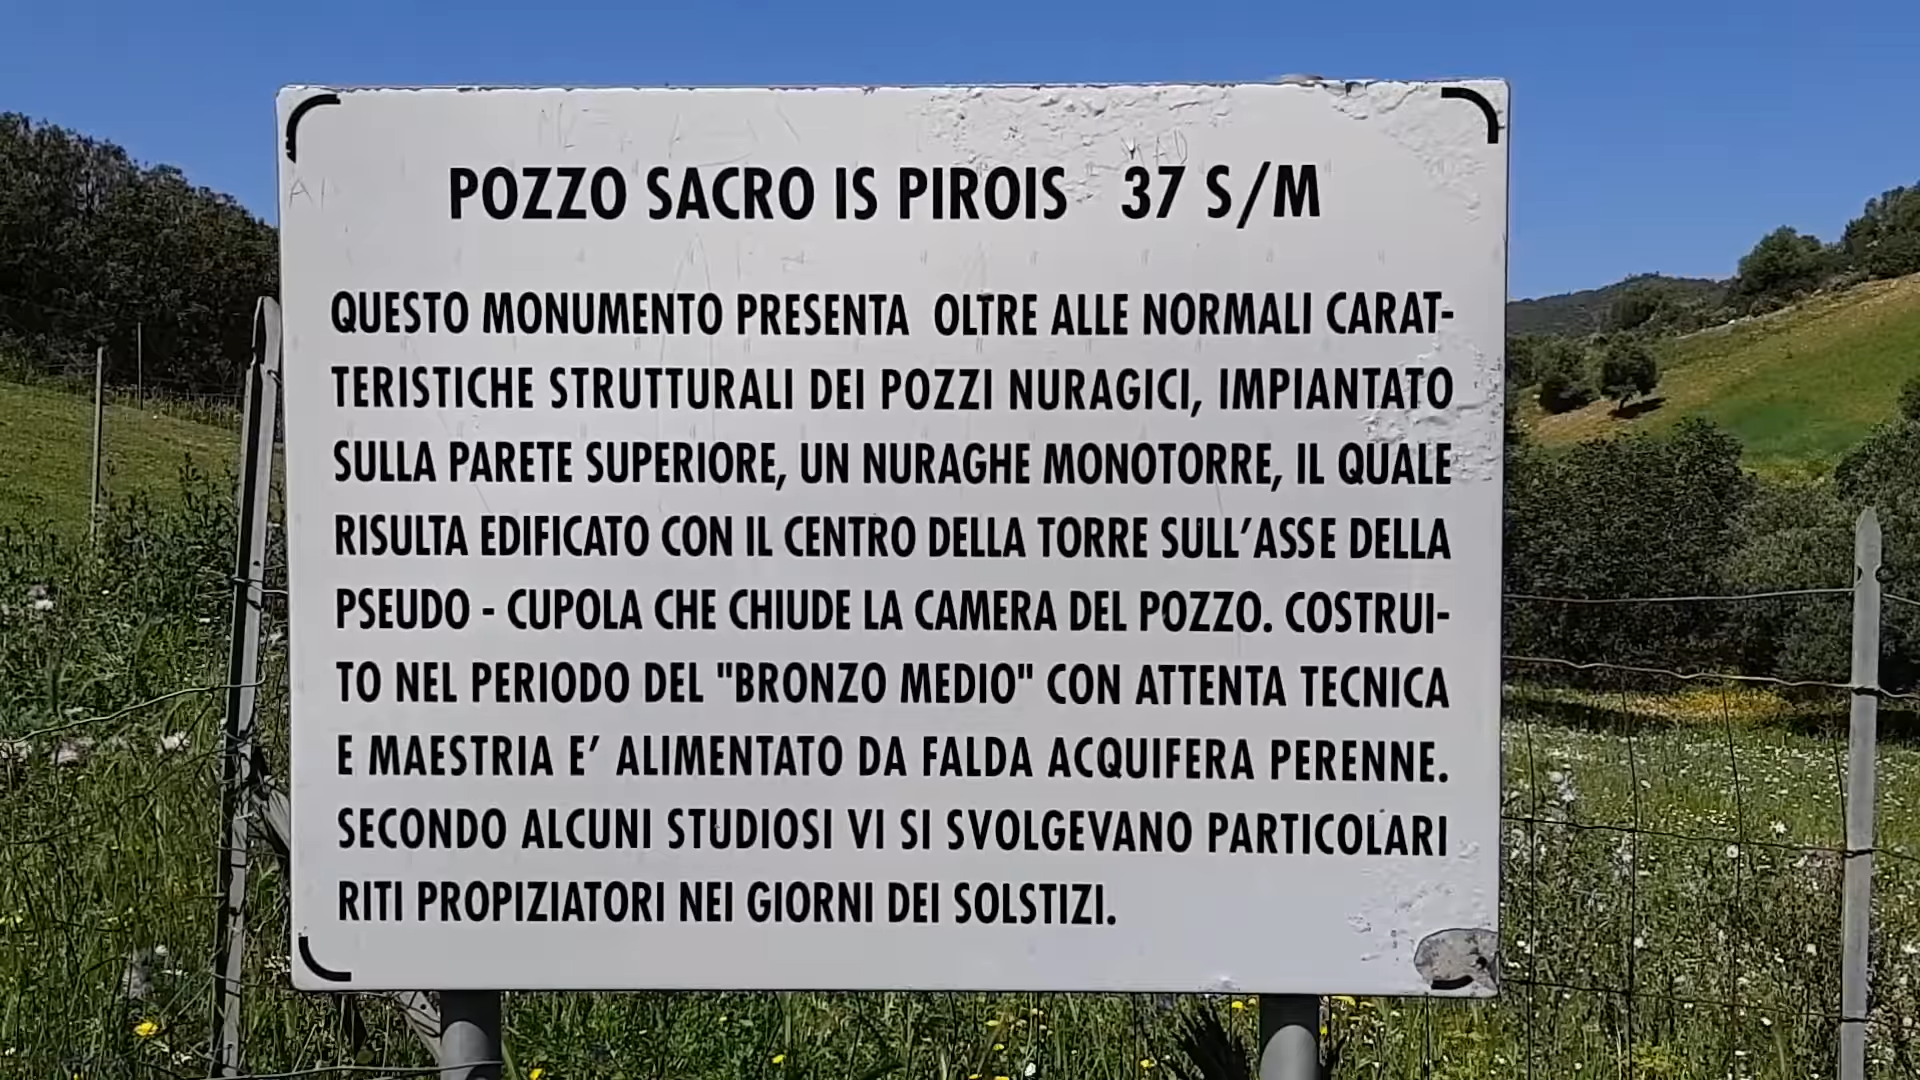 POZZO SACRO IS PIROIS 37 S/M
QUESTO MONUMENTO PRESENTA OLTRE ALLE NORMALI CARAT-
TERISTICHE STRUTTURALI DEI POZZI NURAGICI, IMPIANTATO
SULLA PARETE SUPERIORE, UN NURAGHE MONOTORRE, IL QUALE
RISULTA EDIFICATO CON IL CENTRO DELLA TORRE SULL'ASSE DELLA
PSEUDO - CUPOLA CHE CHIUDE LA CAMERA DEL POZZO. COSTRUI-
TO NEL PERIODO DEL "BRONZO MEDIO" CON ATTENTA TECNICA
E MAESTRIA E' ALIMENTATO DA FALDA ACQUIFERA PERENNE.
SECONDO ALCUNI STUDIOSI VI SI SVOLGEVANO PARTICOLARI
RITI PROPIZIATORI NEI GIORNI DEI SOLSTIZI.